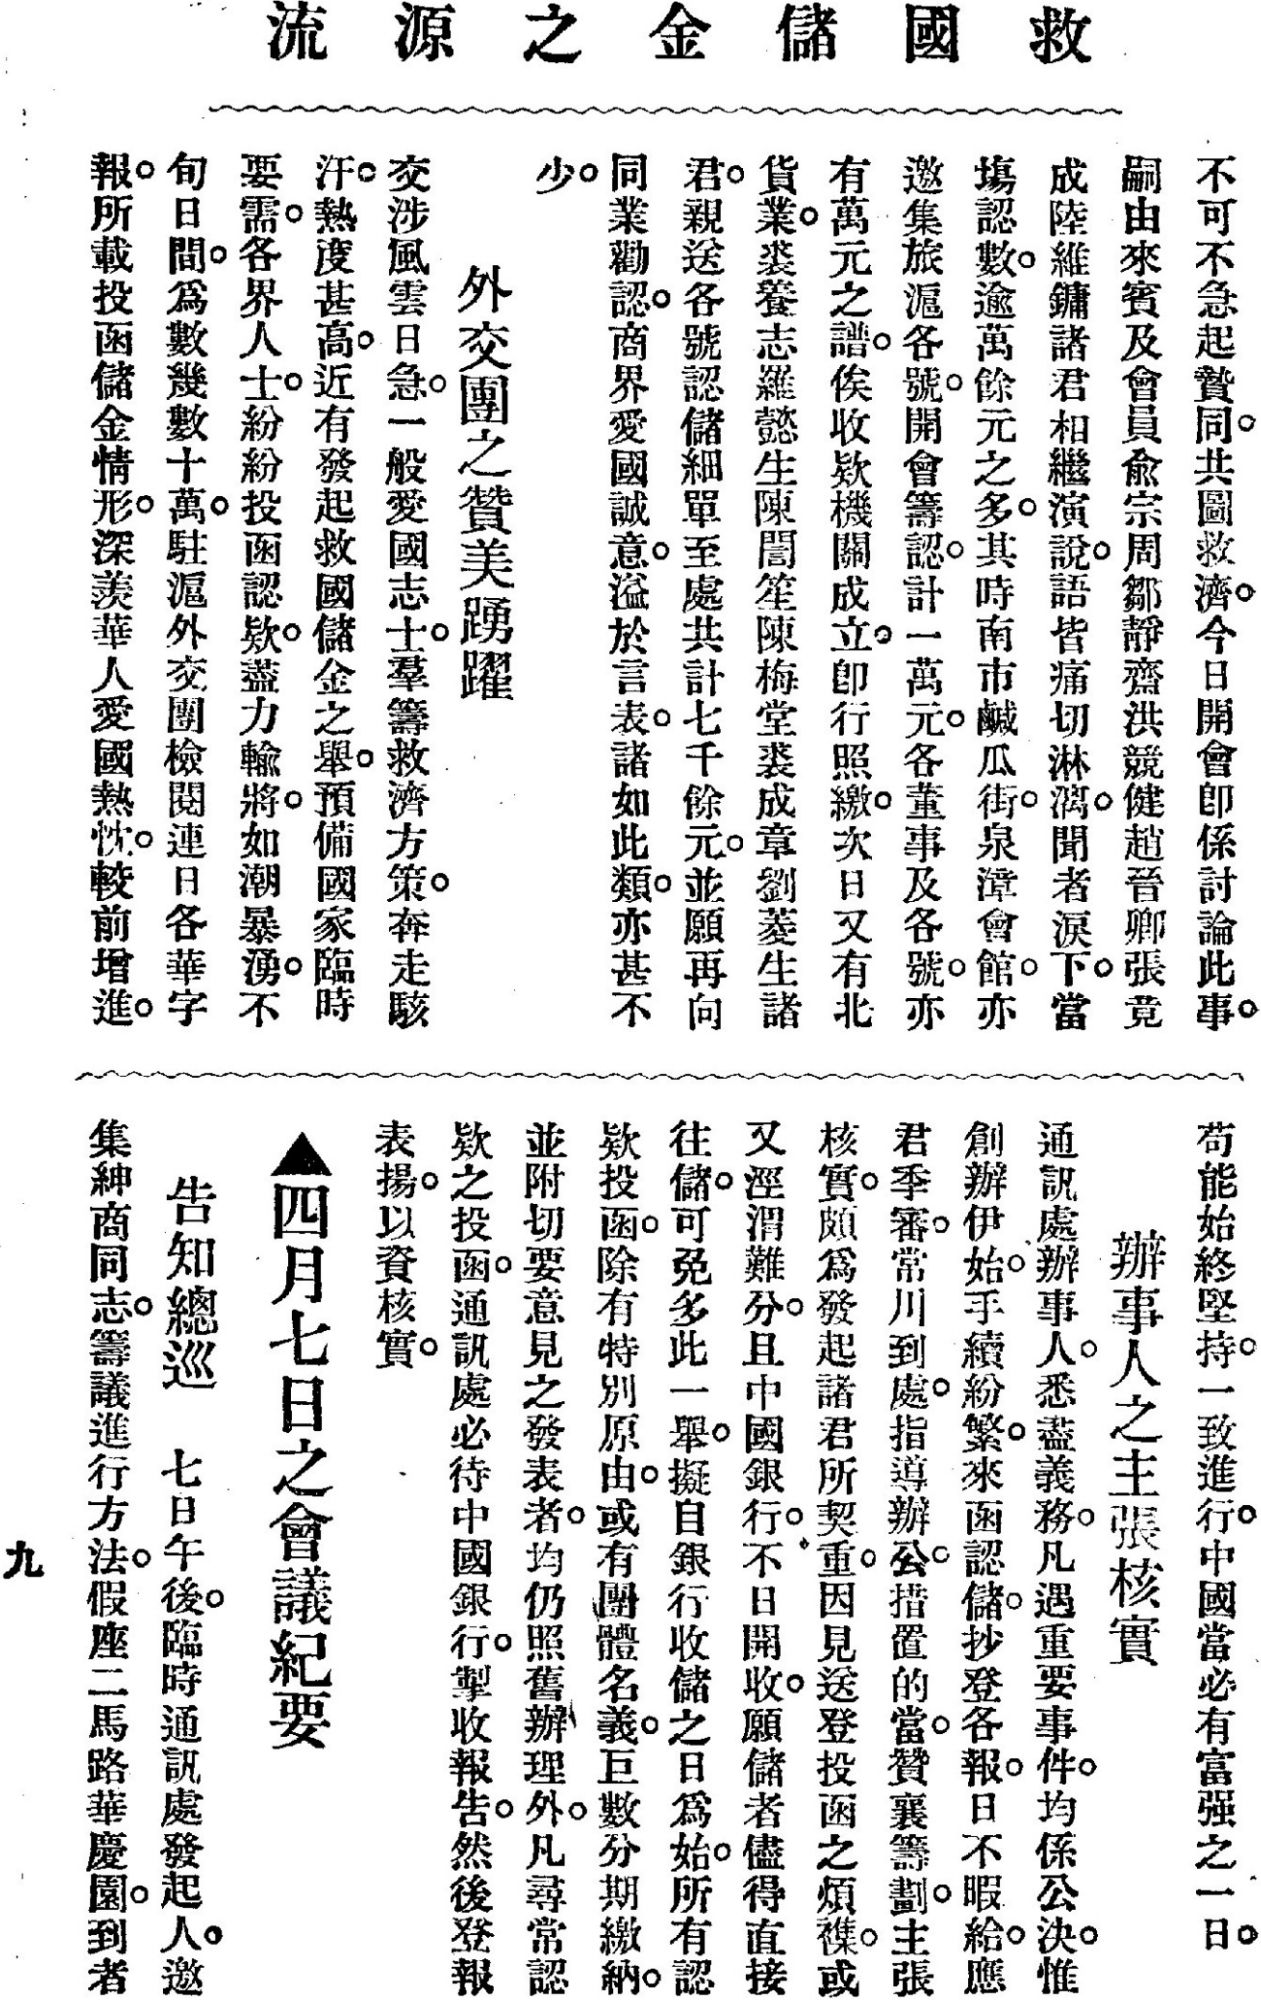 救國儲金之源流
不可不急起贊同。共圖救濟。今日開會卽係討論此事。
嗣由來賓及會員兪宗周鄒靜齋洪競健趙晉卿張竟
成陸維鏞諸君相繼演說。語皆痛切淋漓。聞者淚下。當
塲認數。逾萬餘元之多。其時南市鹹瓜街。泉漳會館。亦
邀集旅滬各號。開會籌認。計一萬元。各董事及各號。亦
有萬元之譜。俟收欵機關成立。卽行照繳。次日又有北
貨業。裘養志羅懿生陳誾笙陳梅堂裘成章劉菱生諸
君。親送各號認儲細單至處共計七千餘元。並願再向
同業勸認。商界愛國誠意。溢於言表。諸如此類。亦甚不
少。
外交團之贊美踴躍
交涉風雲日急。一般愛國志士。羣籌救濟方策。奔走駭
汗。熱度甚高。近有發起救國儲金之舉。預備國家臨時
要需。各界人士。紛紛投函認欵。盡力輸將。如潮暴湧。不
旬日間。爲數幾數十萬。駐滬外交團檢閱連日各華字
報。所載投函儲金情形。深羨華人愛國熱忱。較前增進。
苟能始終堅持。一致進行。中國當必有富强之一日。
辦事人之主張核實
通訊處辦事人。悉盡義務。凡遇重要事件。均係公決。惟
創辦伊始。手續紛繁。來函認儲。抄登各報。日不暇給。應
君季審。常川到處。指導辦公。措置的當。贊襄籌劃。主張
核實。頗爲發起諸君所契重。因見送登投函之煩襍。或
又涇渭難分。且中國銀行。不日開收。願儲者儘得直接
往儲。可免多此一舉。擬自銀行收儲之日爲始。所有認
欵投函。除有特別原由。或有團體名義。巨數分期繳納。
並附切要意見之發表者。均仍照舊辦理外。凡尋常認
欵之投函。通訊處必待中國銀行。掣收報告。然後登報
表揚。以資核實。
▲四月七日之會議紀要
告知總巡　七日午後。臨時通訊處發起人。邀
集紳商同志。籌議進行方法。假座二馬路華慶園。到者
九